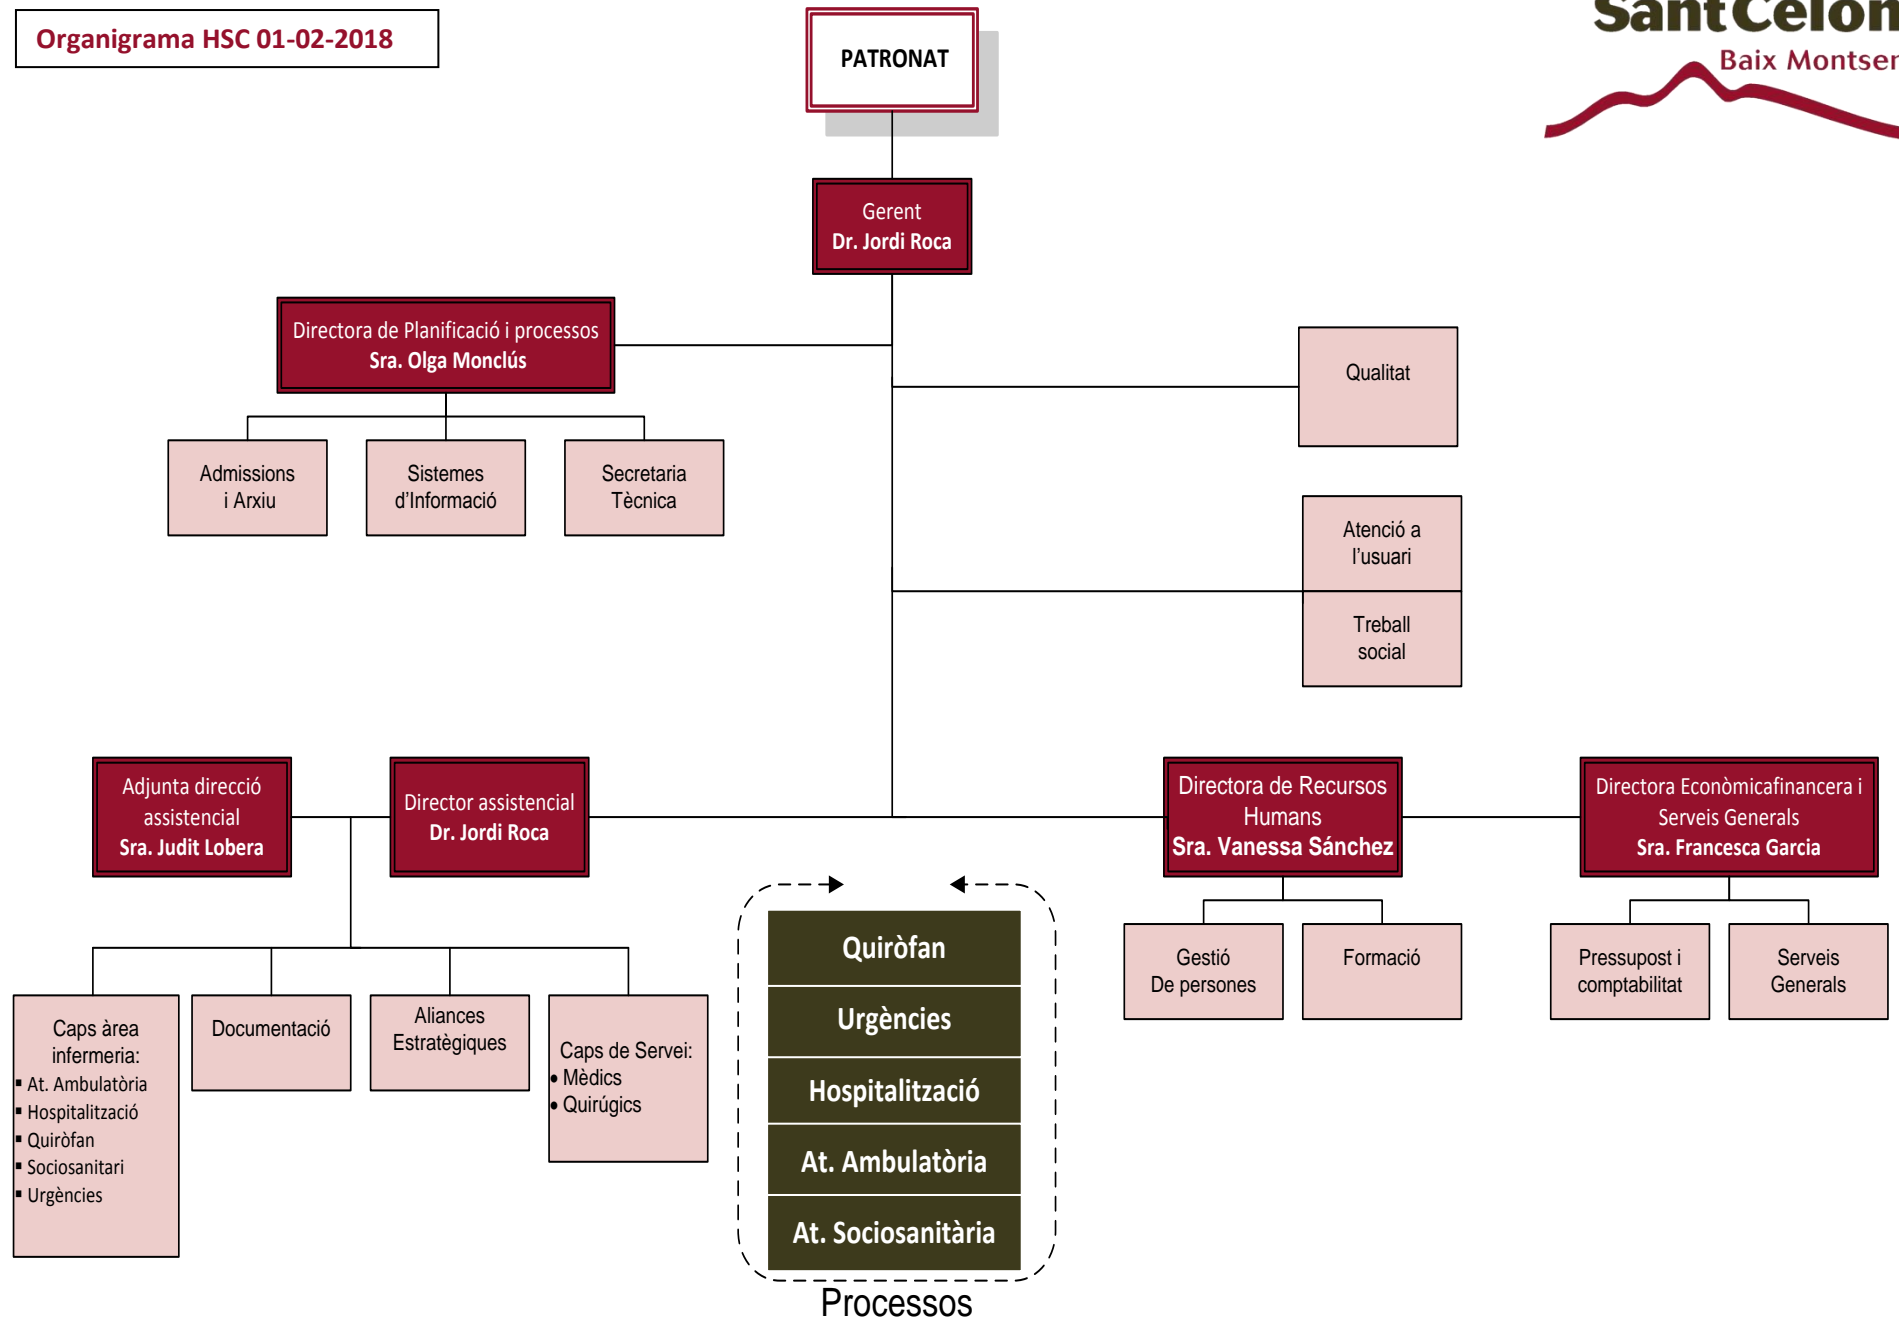 Organigrama HSC 01-02-2018
PATRONAT
Baix
Gerent
Dr. Jordi Roca
Directora de Planificació i processos
Sra. Olga Monclús
Qualitat
Admissions
i Arxiu
Sistemes
d'Informació
Secretaria
Tècnica
Atenció a
l'usuari
Treball
social
Adjunta direcció
assistencial
Sra. Judit Lobera
Director assistencial
Dr. Jordi Roca
Directora de Recursos
Humans
Sra. Vanessa Sánchez
Directora Econòmicafinancera i
Serveis Generals
Sra. Francesca Garcia
Caps àrea
infermeria:
▪ At. Ambulatòria
▪ Hospitalització
▪ Quiròfan
▪ Sociosanitari
▪ Urgències
Documentació
Aliances
Estratègiques
Caps de Servei:
• Mèdics
• Quirúgics
Quiròfan
Urgències
Hospitalització
At. Ambulatòria
At. Sociosanitària
Processos
Gestió
De persones
Formació
Pressupost i
comptabilitat
Serveis
Generals